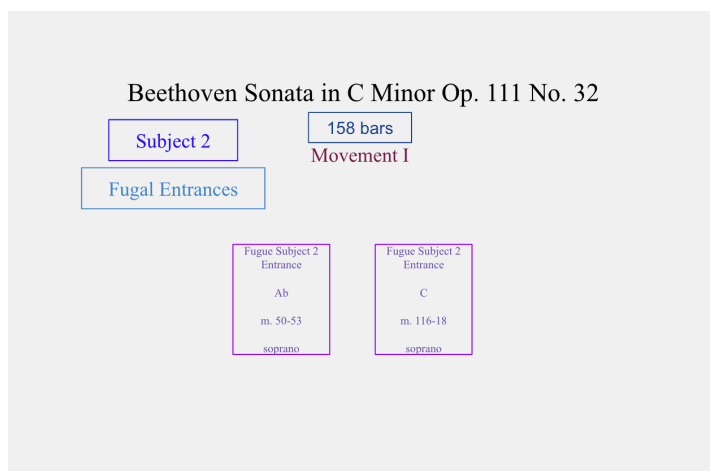 Beethoven Sonata in C Minor Op. 111 No. 32
Subject 2
158 bars
Movement I
Fugal Entrances
Fugue Subject 2
Entrance
Ab
m. 50-53
soprano
Fugue Subject 2
Entrance
C
m. 116-18
soprano